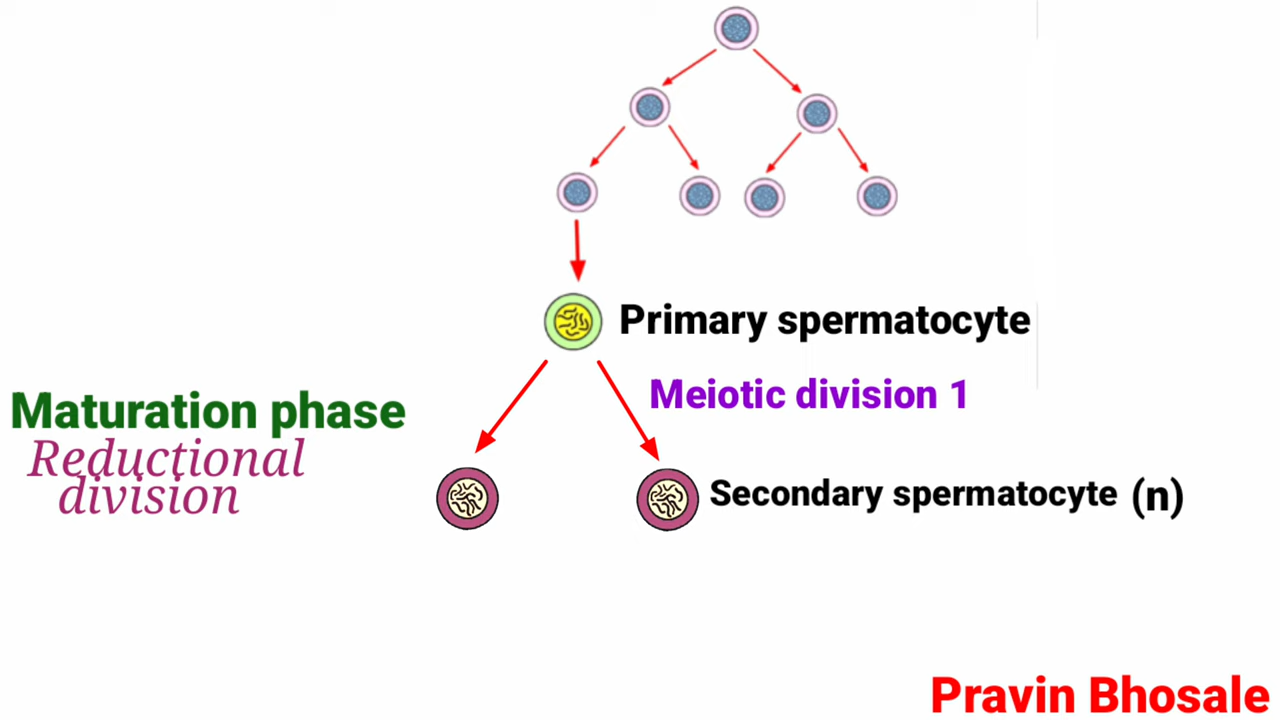 Primary spermatocyte
Meiotic division 1
Maturation phase
Reductional
division
Secondary spermatocyte (n)
Pravin Bhosale